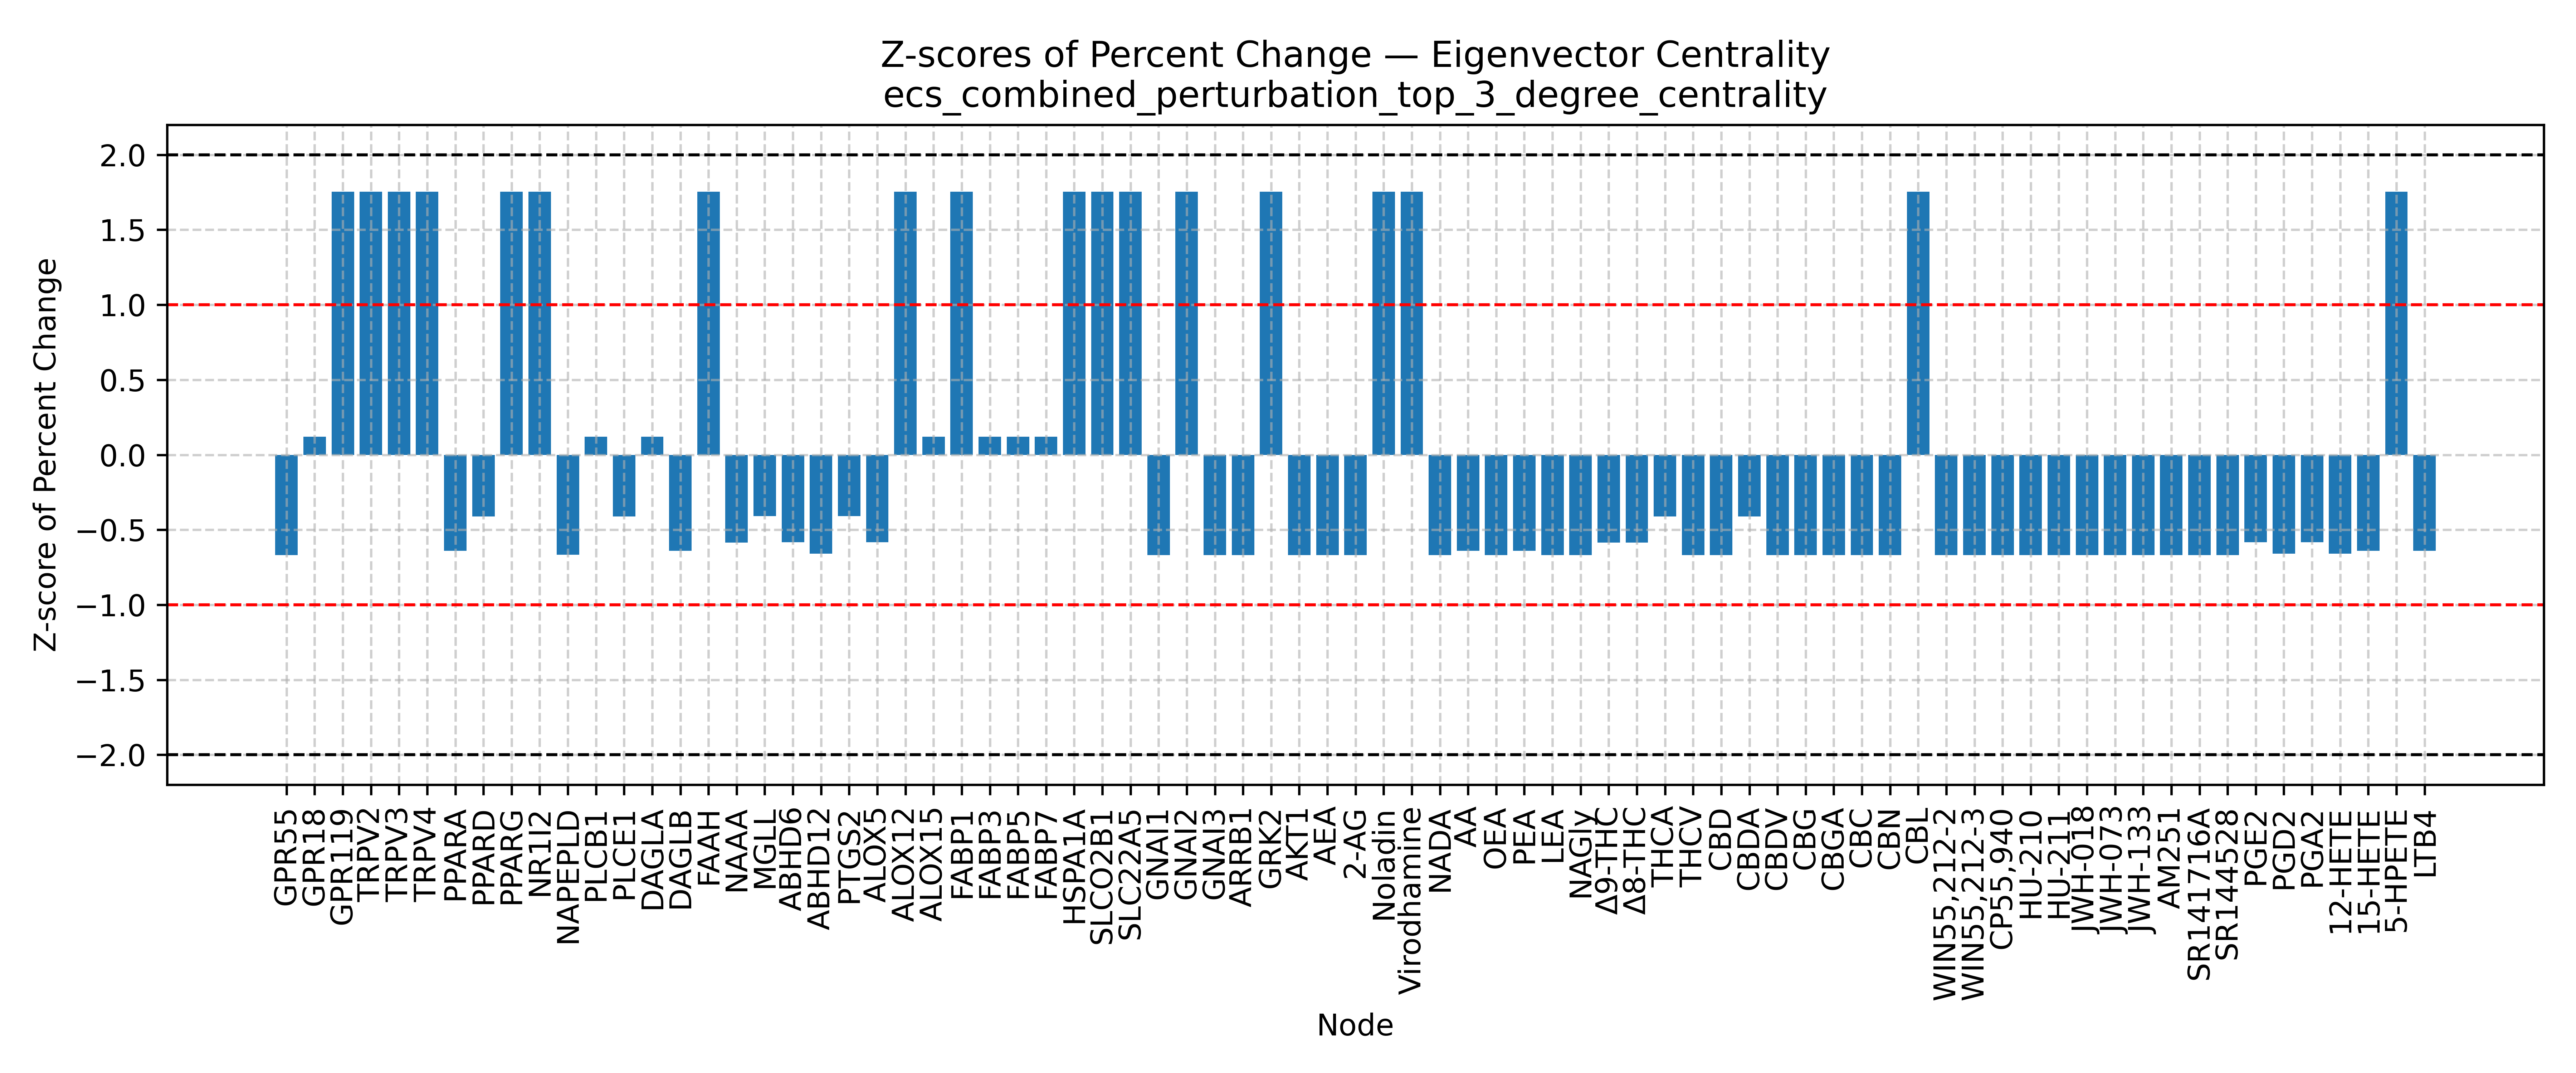 Z-scores of Percent Change — Eigenvector Centrality
ecs_combined_perturbation_top_3_degree_centrality
Z-score of Percent Change
2.0
1.5
1.0
0.5
0.0
−0.5
−1.0
−1.5
−2.0
GPR55
GPR18
GPR119
TRPV2
TRPV3
TRPV4
PPARA
PPARD
PPARG
NR1I2
NAPEPLD
PLCB1
PLCE1
DAGLA
DAGLB
FAAH
NAAA
MGLL
ABHD6
ABHD12
PTGS2
ALOX5
ALOX12
ALOX15
FABP1
FABP3
FABP5
FABP7
HSPA1A
SLCO2B1
SLC22A5
GNAI1
GNAI2
GNAI3
ARRB1
GRK2
AKT1
AEA
2-AG
Noladin
Virodhamine
NADA
AA
OEA
PEA
LEA
NAGly
Δ9-THC
Δ8-THC
THCA
THCV
CBD
CBDA
CBDV
CBG
CBGA
CBC
CBN
CBL
WIN55,212-2
WIN55,212-3
CP55,940
HU-210
HU-211
JWH-018
JWH-073
JWH-133
AM251
SR141716A
SR144528
PGE2
PGD2
PGA2
12-HETE
15-HETE
5-HPETE
LTB4
Node